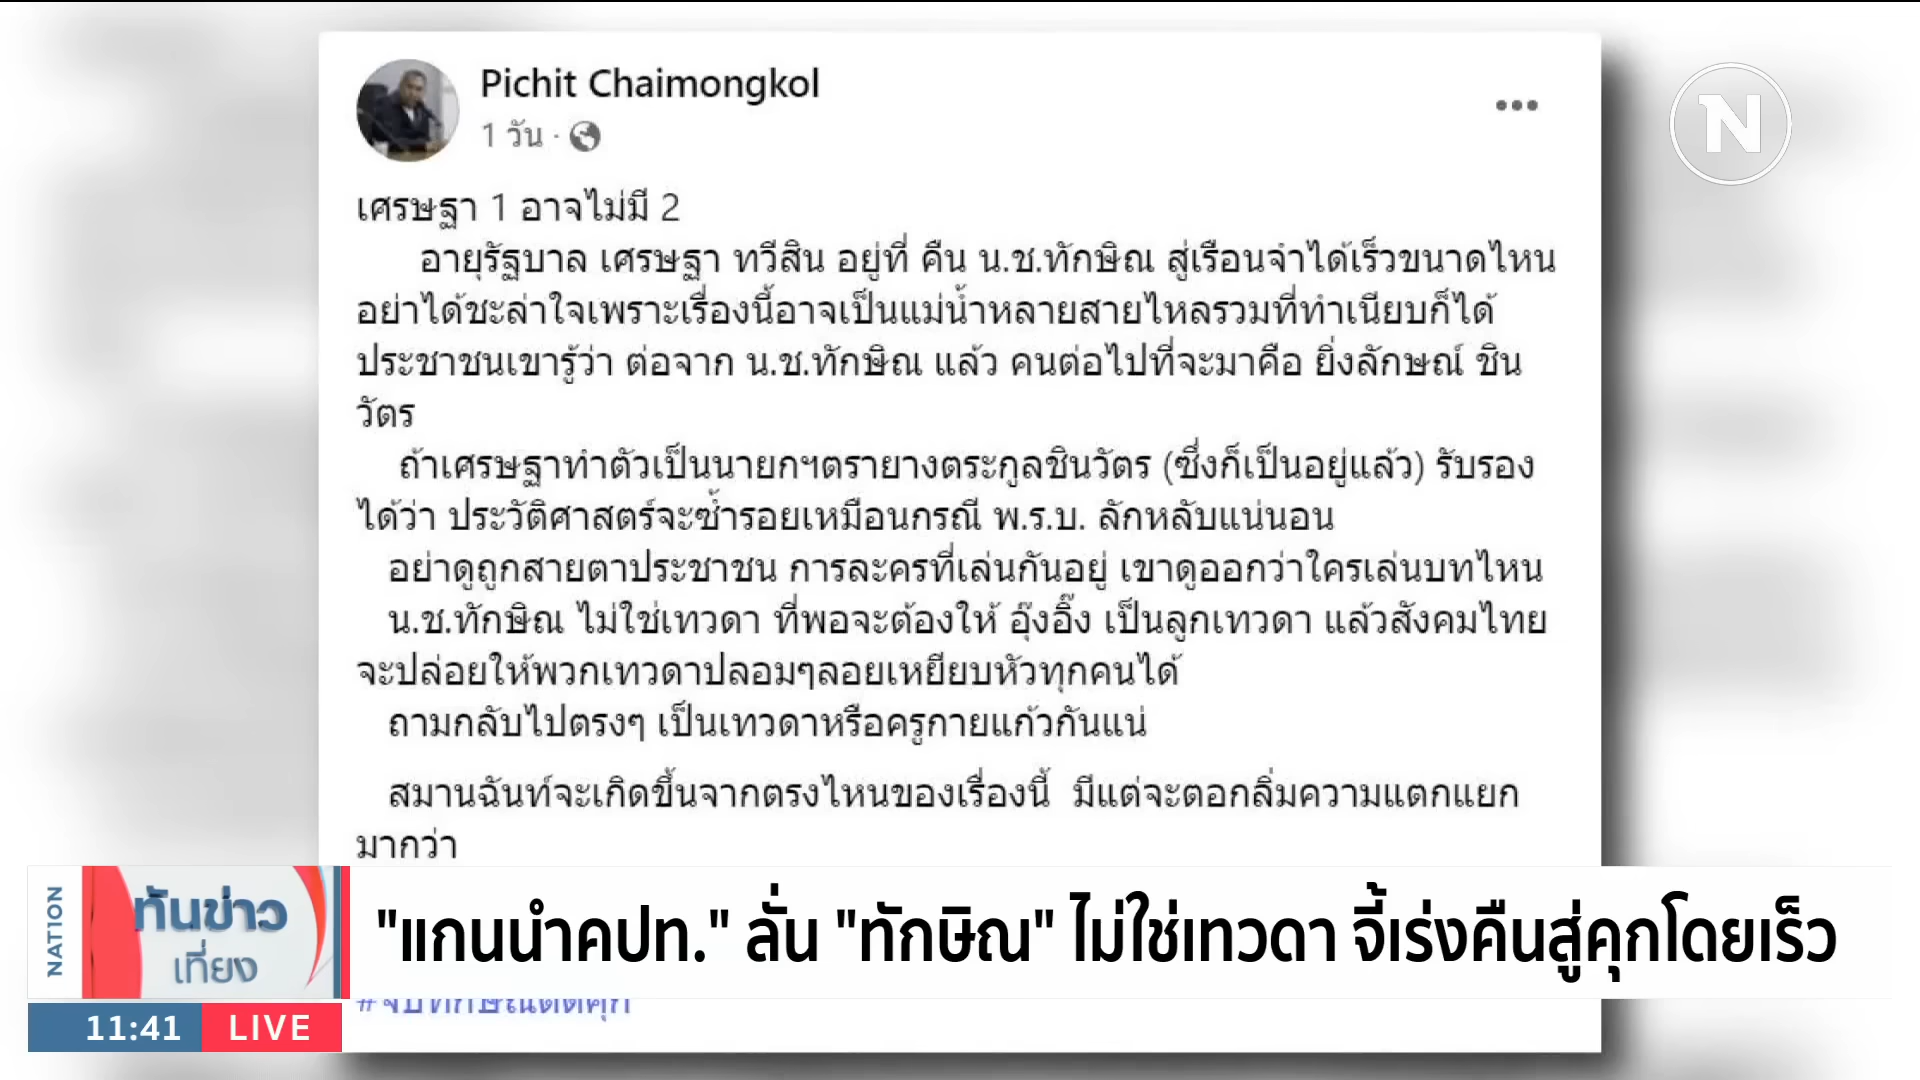 Pichit Chaimongkol
1 วัน ·
N
เศรษฐา 1 อาจไม่มี 2
อายุรัฐบาล เศรษฐา ทวีสิน อยู่ที่ คืน น.ช.ทักษิณ สู่เรือนจำได้เร็วขนาดไหน
อย่าได้ชะล่าใจเพราะเรื่องนี้อาจเป็นแม่น้ำหลายสายไหลรวมที่ทำเนียบก็ได้
ประชาชนเขารู้ว่า ต่อจาก น.ช.ทักษิณ แล้ว คนต่อไปที่จะมาคือ ยิ่งลักษณ์ ชิน
วัตร
ถ้าเศรษฐาทำตัวเป็นนายกฯตรายางตระกูลชินวัตร (ซึ่งก็เป็นอยู่แล้ว) รับรอง
ได้ว่า ประวัติศาสตร์จะซ้ำรอยเหมือนกรณี พ.ร.บ. ลักหลับแน่นอน
อย่าดูถูกสายตาประชาชน การละครที่เล่นกันอยู่ เขาดูออกว่าใครเล่นบทไหน
น.ช.ทักษิณ ไม่ใช่เทวดา ที่พอจะต้องให้ อุ๊งอิ๊ง เป็นลูกเทวดา แล้วสังคมไทย
จะปล่อยให้พวกเทวดาปลอมๆลอยเหยียบหัวทุกคนได้
ถามกลับไปตรงๆ เป็นเทวดาหรือครูกายแก้วกันแน่
สมานฉันท์จะเกิดขึ้นจากตรงไหนของเรื่องนี้ มีแต่จะตอกลิ่มความแตกแยก
มากว่า
NATION
ทันข่าว
เที่ยง
"แกนนำคปท." ลั่น "ทักษิณ" ไม่ใช่เทวดา จี้เร่งคืนสู่คุกโดยเร็ว
11:41 LIVE